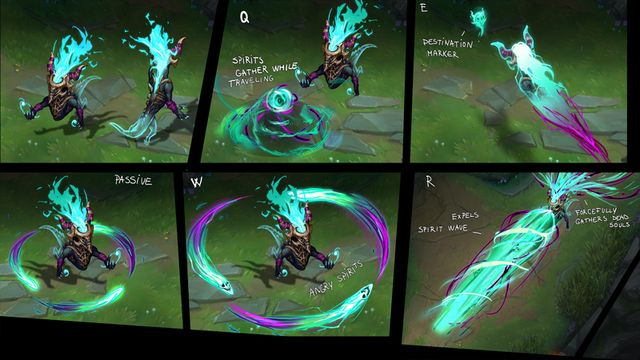 Q
SPIRITS
GATHER WHILE
TRAVELING
E
DESTINATION
MARKER
PASSIVE
W
ANGRY SPIRITS
R
EXPELS
SPIRIT WAVE
FORCEFULLY
GATHERS DEAD
SOULS